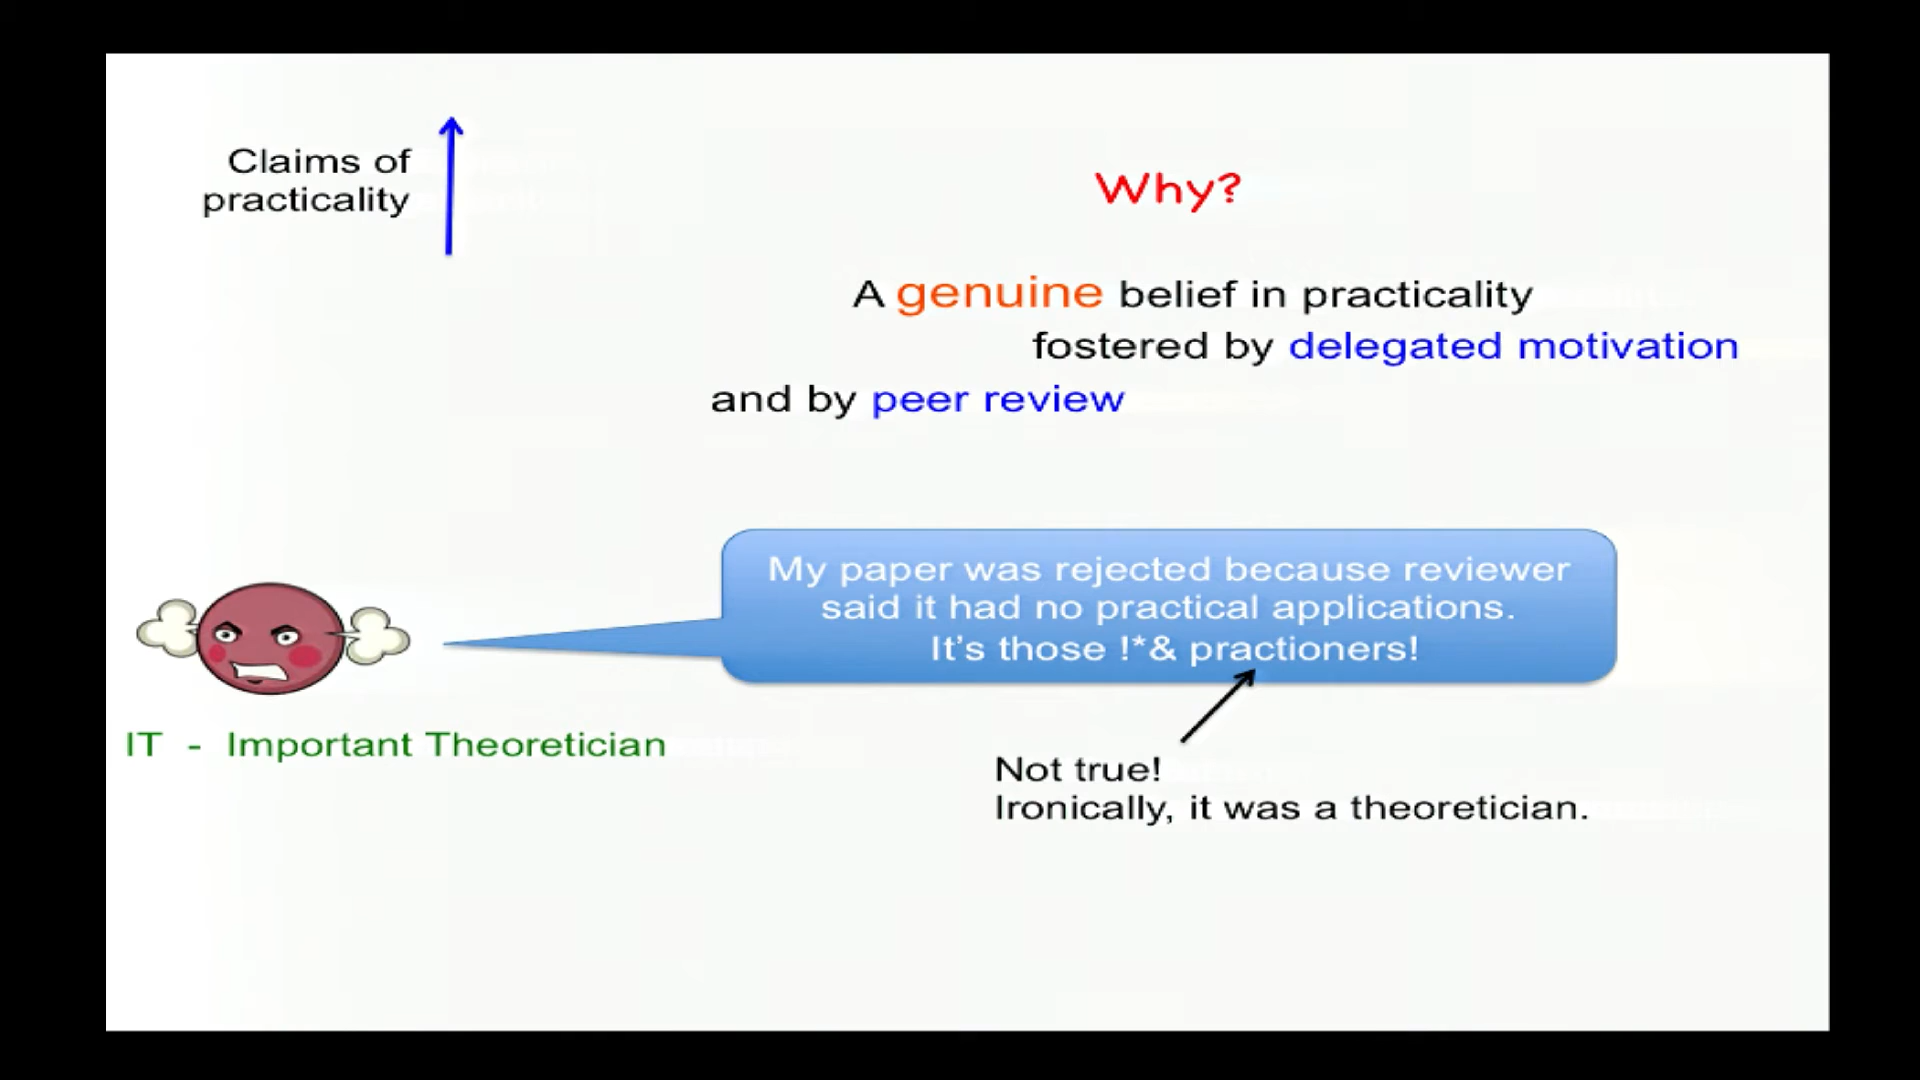 Claims of
practicality
Why?
A genuine belief in practicality
fostered by delegated motivation
and by peer review
My paper was rejected because reviewer
said it had no practical applications.
It's those !*& practioners!
IT - Important Theoretician
Not true!
Ironically, it was a theoretician.